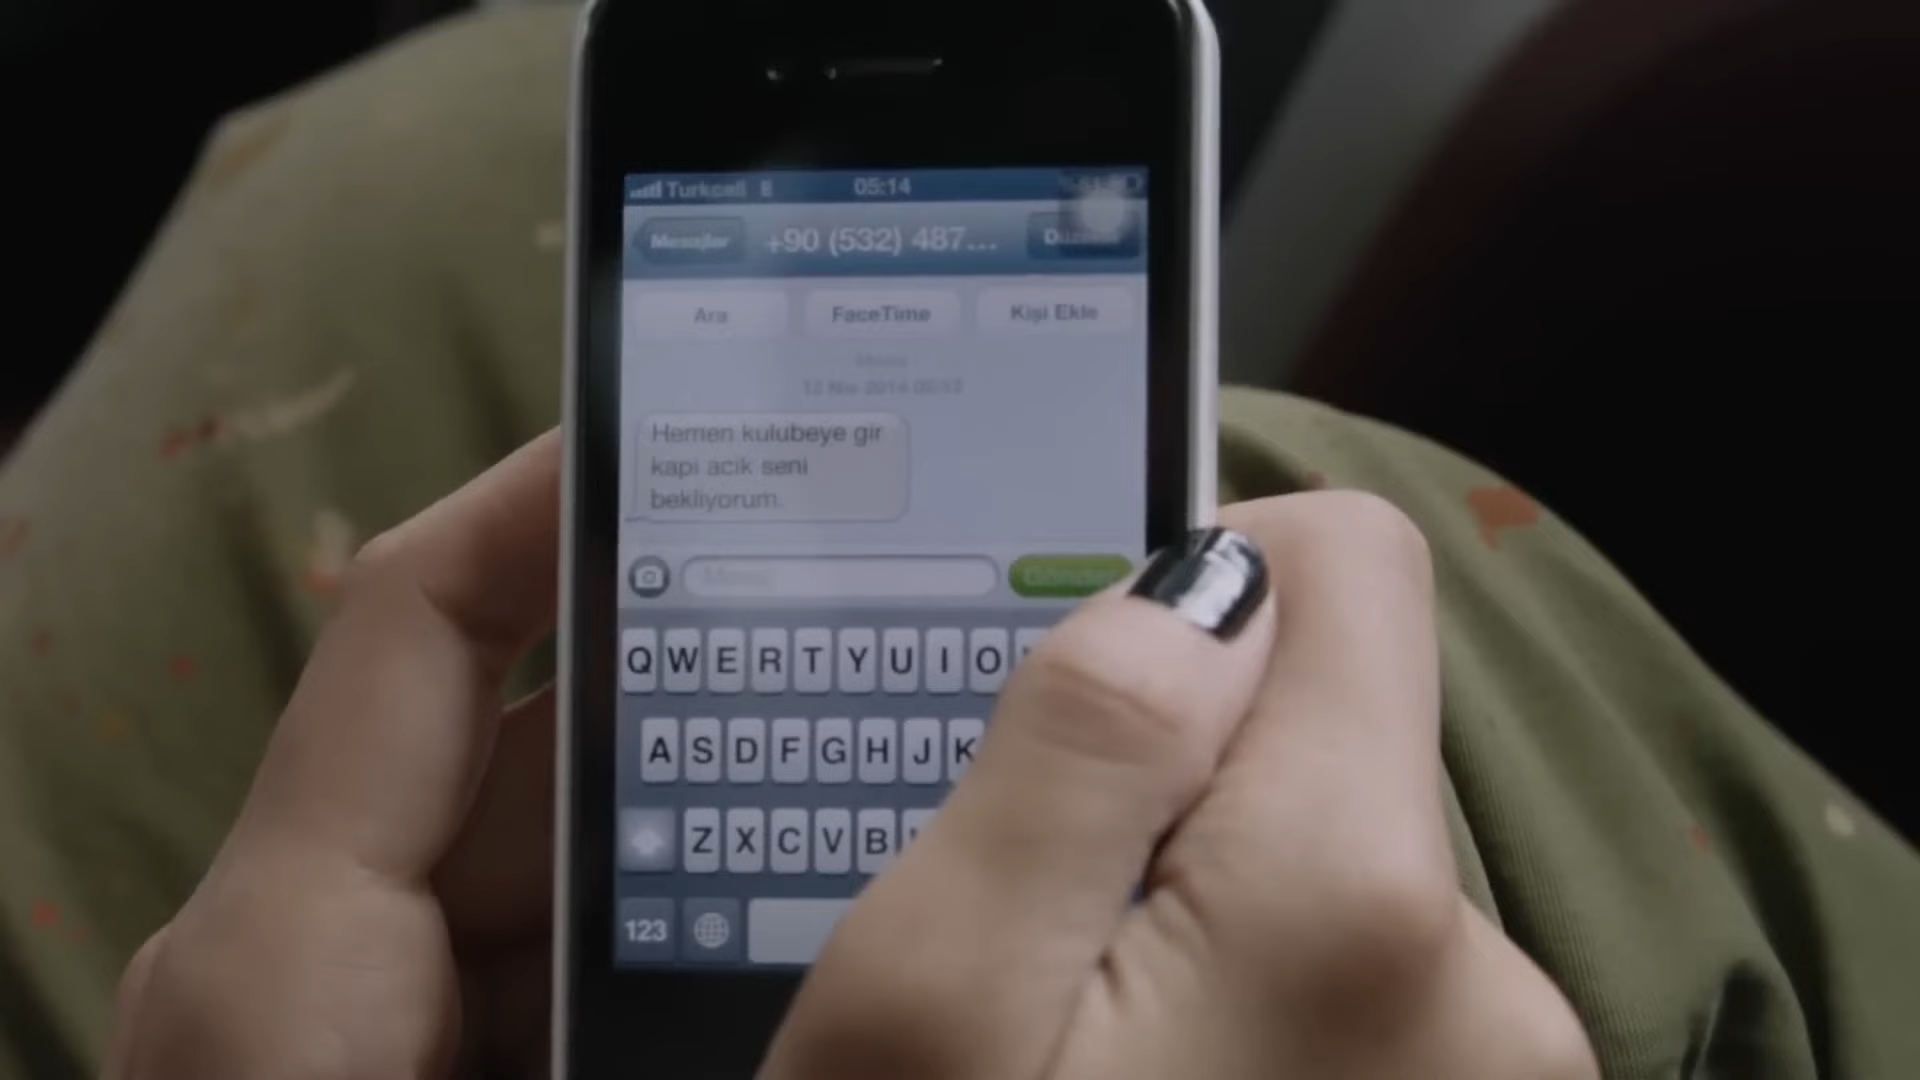 Turkcell E 05:14
Mesajlar +90 (532) 487...
Ara FaceTime Kişi Ekle
Hemen kulubeye gir
kapi acik seni
bekliyorum.
Q W E R T Y U I O
A S D F G H J K
Z X C V B
123